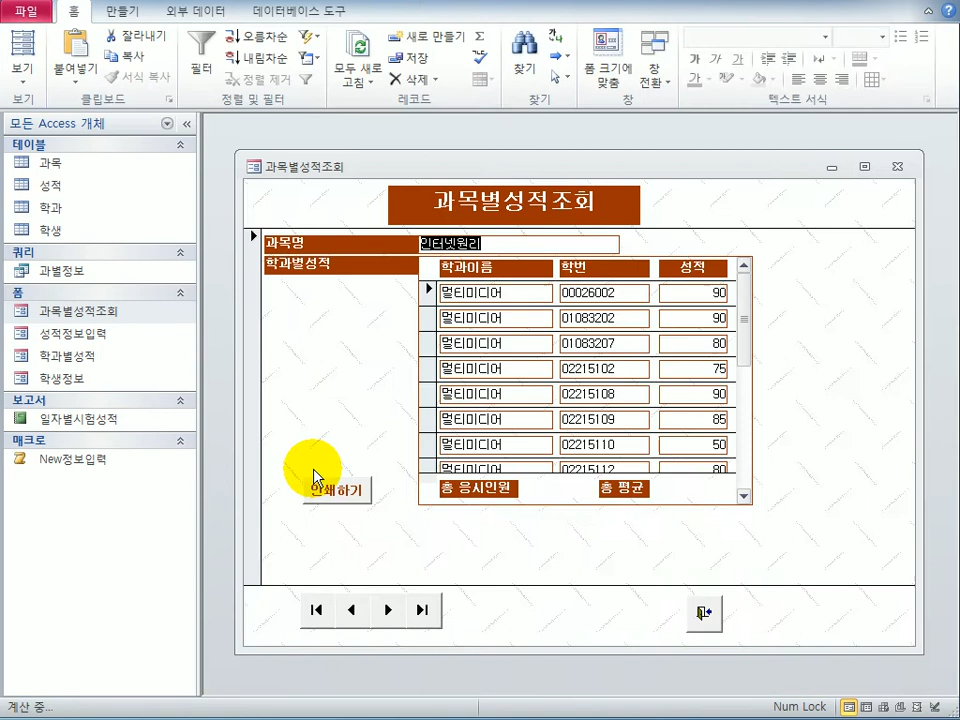 파일 홈 만들기 외부 데이터 데이터베이스 도구
보기 붙여넣기 잘라내기 복사 서식 복사 필터 오름차순 내림차순 정렬 제거 모두 새로 고침 새로 만들기 저장 삭제 찾기 폼 크기에 맞춤 창 전환 가 가 가 가
보기 클립보드 정렬 및 필터 레코드 찾기 창 텍스트 서식
모든 Access 개체
테이블
과목
성적
학과
학생
쿼리
과별정보
폼
과목별성적조회
성적정보입력
학과별성적
학생정보
보고서
일자별시험성적
매크로
New정보입력
과목별성적조회
과목별성적조회
과목명 인터넷원리
학과별성적
학과이름 학번 성적
멀티미디어 00026002 90
멀티미디어 01083202 90
멀티미디어 01083207 80
멀티미디어 02215102 75
멀티미디어 02215108 90
멀티미디어 02215109 85
멀티미디어 02215110 50
멀티미디어 02215112 80
총 응시인원 총 평균
인쇄하기
계산 중... Num Lock